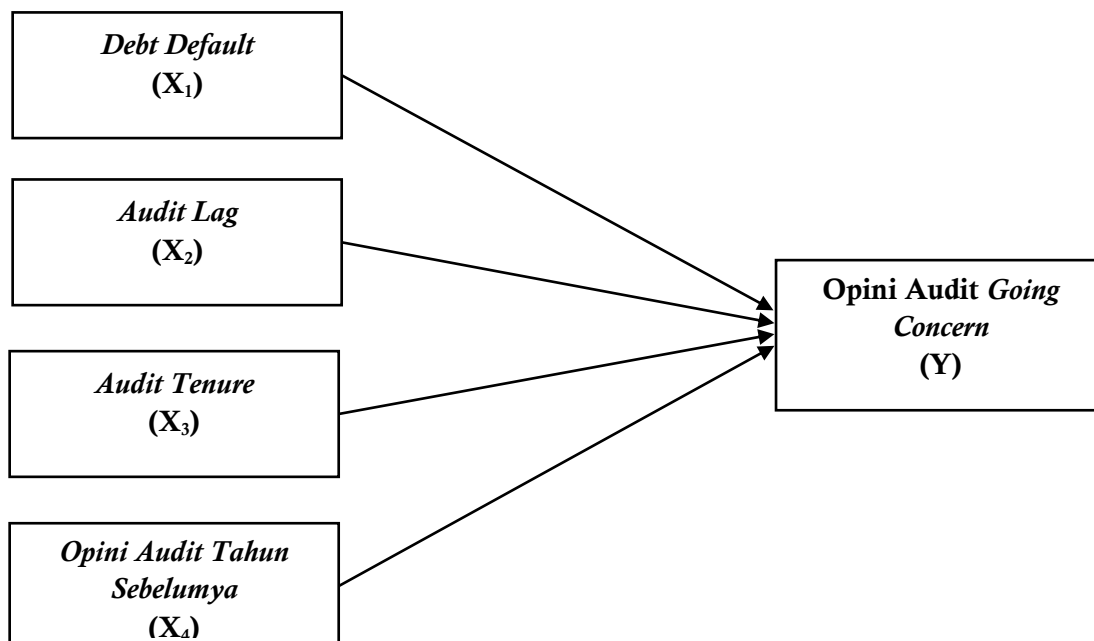 Debt Default
(X₁)
Audit Lag
(X₂)
Audit Tenure
(X₃)
Opini Audit Tahun
Sebelumya
(X₄)
Opini Audit Going
Concern
(Y)